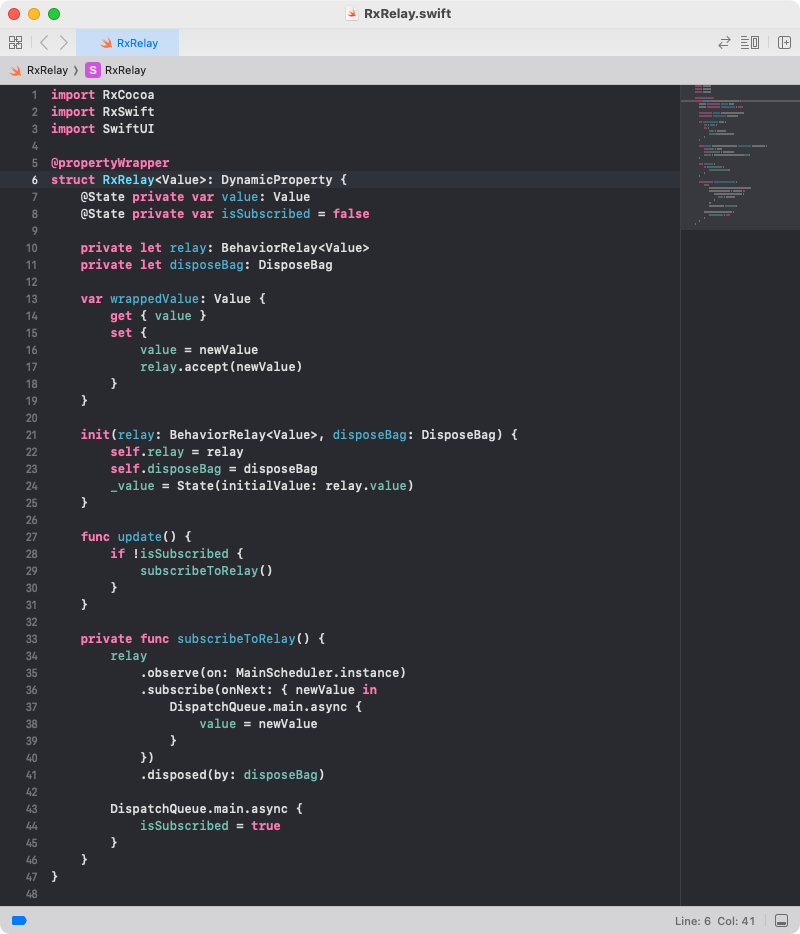 RxRelay.swift
RxRelay
RxRelay 〉 S RxRelay
1 import RxCocoa
2 import RxSwift
3 import SwiftUI
4
5 @propertyWrapper
6 struct RxRelay<Value>: DynamicProperty {
7     @State private var value: Value
8     @State private var isSubscribed = false
9
10     private let relay: BehaviorRelay<Value>
11     private let disposeBag: DisposeBag
12
13     var wrappedValue: Value {
14         get { value }
15         set {
16             value = newValue
17             relay.accept(newValue)
18         }
19     }
20
21     init(relay: BehaviorRelay<Value>, disposeBag: DisposeBag) {
22         self.relay = relay
23         self.disposeBag = disposeBag
24         _value = State(initialValue: relay.value)
25     }
26
27     func update() {
28         if !isSubscribed {
29             subscribeToRelay()
30         }
31     }
32
33     private func subscribeToRelay() {
34         relay
35             .observe(on: MainScheduler.instance)
36             .subscribe(onNext: { newValue in
37                 DispatchQueue.main.async {
38                     value = newValue
39                 }
40             })
41             .disposed(by: disposeBag)
42
43         DispatchQueue.main.async {
44             isSubscribed = true
45         }
46     }
47 }
48
Line: 6 Col: 41